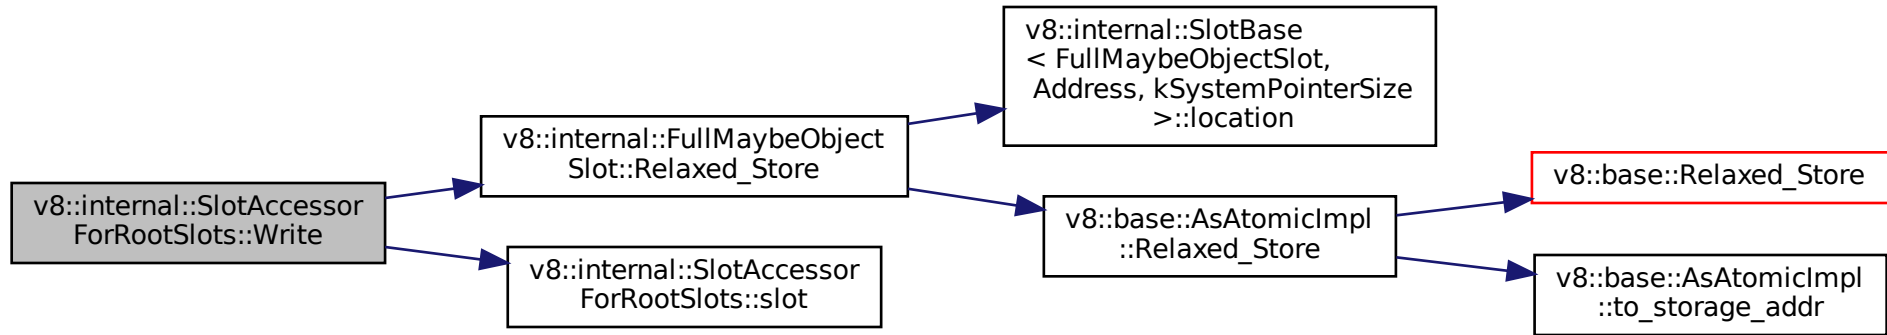 v8::internal::SlotAccessor
ForRootSlots::Write
v8::internal::FullMaybeObject
Slot::Relaxed_Store
v8::internal::SlotAccessor
ForRootSlots::slot
v8::internal::SlotBase
< FullMaybeObjectSlot,
Address, kSystemPointerSize
>::location
v8::base::AsAtomicImpl
::Relaxed_Store
v8::base::Relaxed_Store
v8::base::AsAtomicImpl
::to_storage_addr